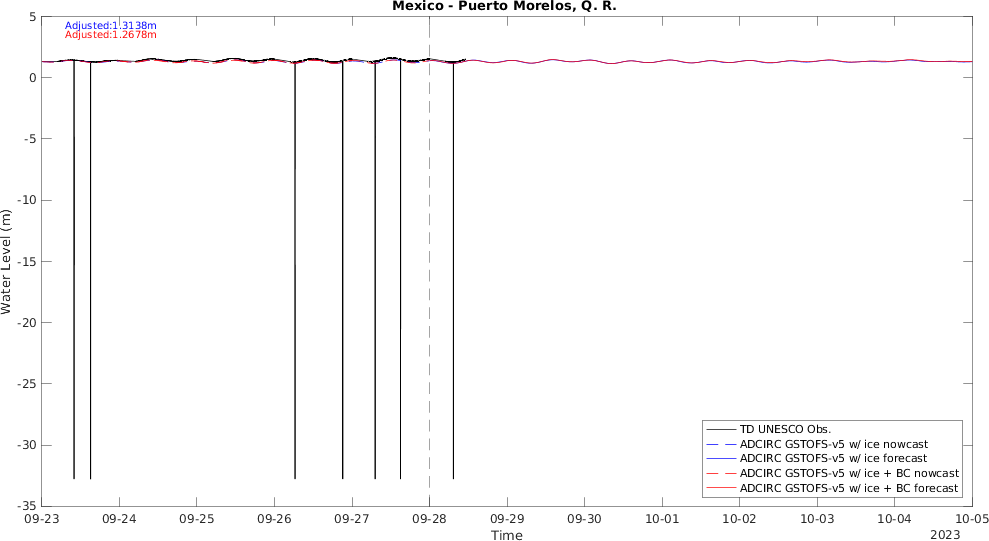 Mexico - Puerto Morelos, Q. R.
Adjusted:1.3138m
Adjusted:1.2678m
5
0
-5
-10
-15
-20
-25
-30
-35
Water Level (m)
TD UNESCO Obs.
ADCIRC GSTOFS-v5 w/ ice nowcast
ADCIRC GSTOFS-v5 w/ ice forecast
ADCIRC GSTOFS-v5 w/ ice + BC nowcast
ADCIRC GSTOFS-v5 w/ ice + BC forecast
09-23 09-24 09-25 09-26 09-27 09-28 09-29 09-30 10-01 10-02 10-03 10-04 10-05
Time
2023